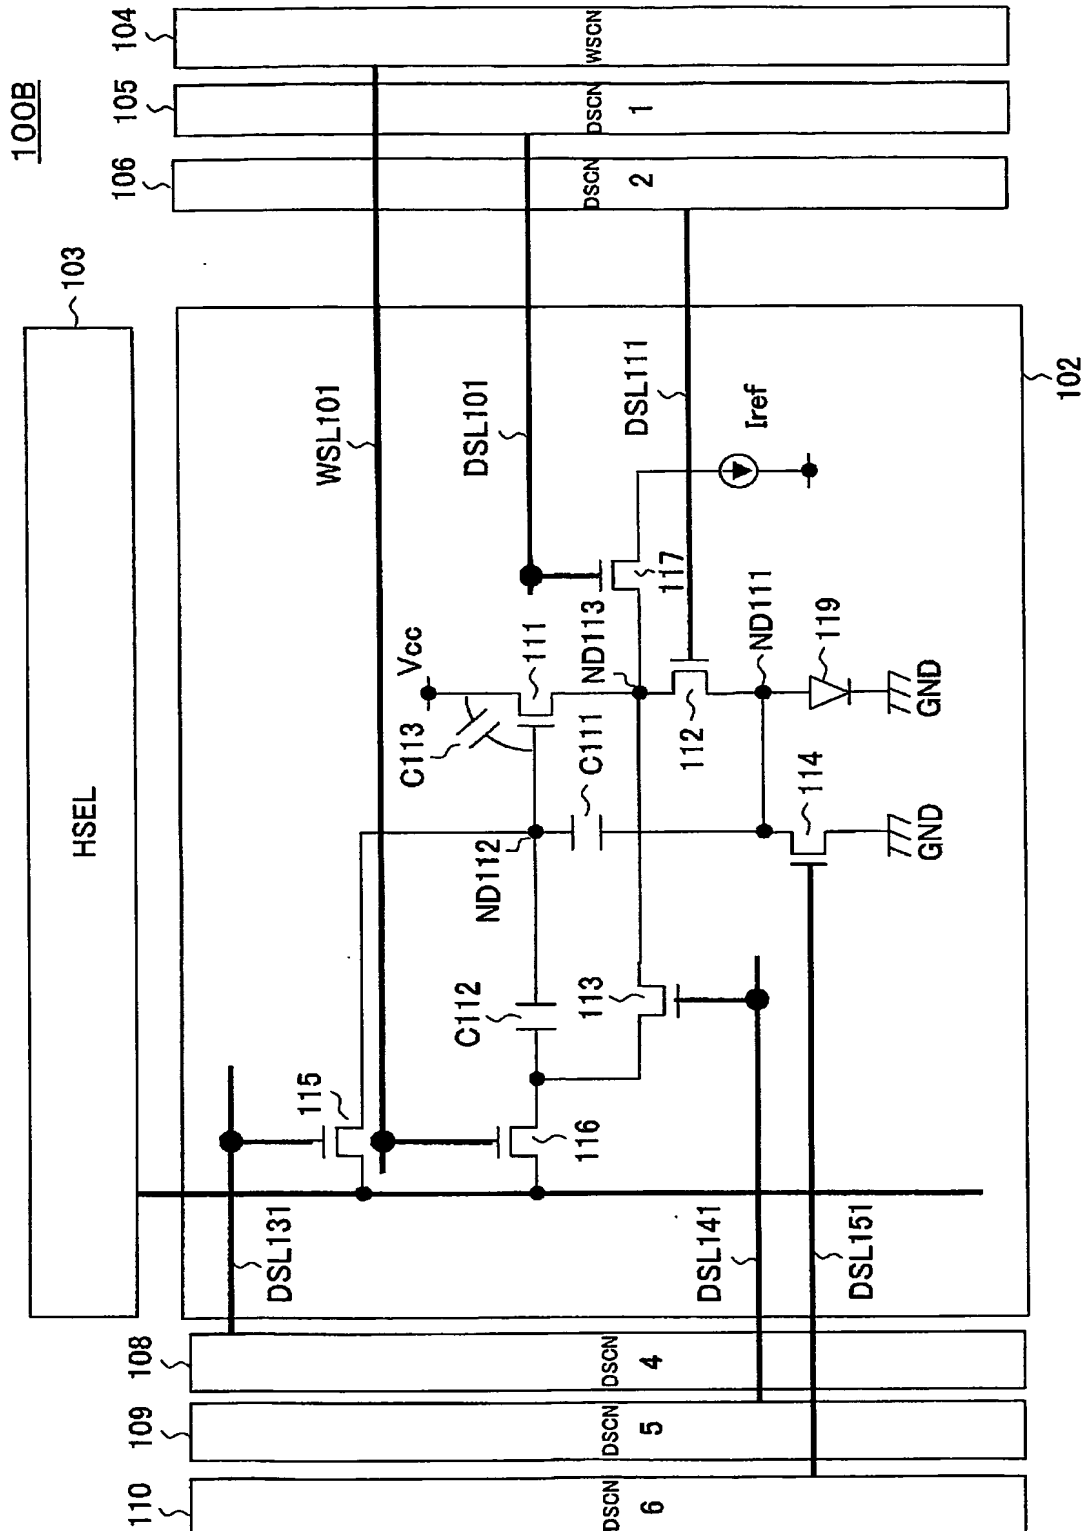 100B
103
HSEL
110
109
108
106
105
104
DSCN
6
DSCN
5
DSCN
4
DSCN
2
DSCN
1
WSCN
DSL131
115
WSL101
DSL101
DSL111
Iref
Vcc
C113
111
ND112
C112
C111
116
113
ND113
117
112
ND111
119
114
GND
GND
DSL141
DSL151
102